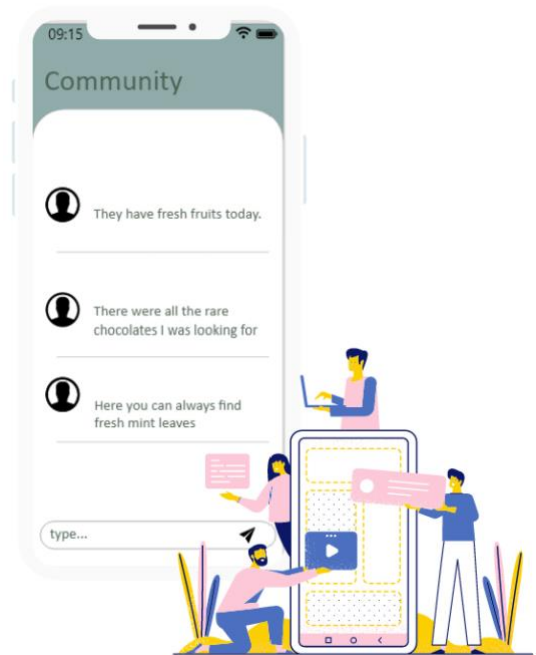 09:15
Community
They have fresh fruits today.
There were all the rare
chocolates I was looking for
Here you can always find
fresh mint leaves
type...